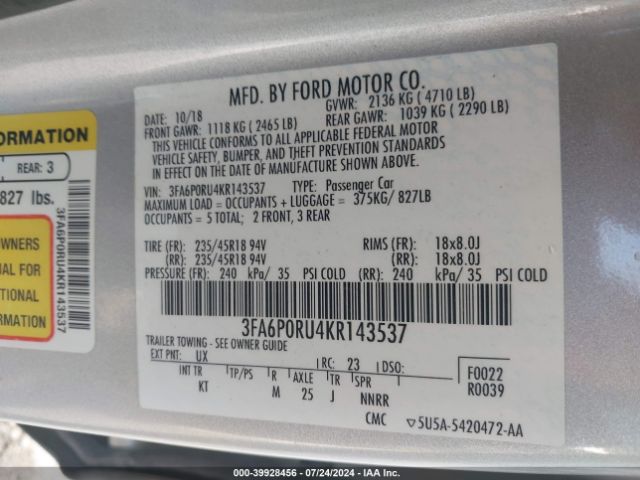 MFD. BY FORD MOTOR CO.
DATE: 10/18 GVWR: 2136 KG ( 4710 LB)
FRONT GAWR: 1118 KG ( 2465 LB) REAR GAWR: 1039 KG ( 2290 LB)
THIS VEHICLE CONFORMS TO ALL APPLICABLE FEDERAL MOTOR
VEHICLE SAFETY, BUMPER, AND THEFT PREVENTION STANDARDS
IN EFFECT ON THE DATE OF MANUFACTURE SHOWN ABOVE.
VIN: 3FA6P0RU4KR143537 TYPE: Passenger Car
MAXIMUM LOAD = OCCUPANTS + LUGGAGE = 375KG/ 827LB
OCCUPANTS = 5 TOTAL; 2 FRONT, 3 REAR
TIRE (FR): 235/45R18 94V RIMS (FR): 18x8.0J
(RR): 235/45R18 94V (RR): 18x8.0J
PRESSURE (FR): 240 kPa/ 35 PSI COLD (RR): 240 kPa/ 35 PSI COLD
3FA6P0RU4KR143537
TRAILER TOWING - SEE OWNER GUIDE
EXT PNT: UX RC: 23 DSO: F0022
INT TR TP/PS R AXLE TR SPR R0039
KT M 25 J NNRR
CMC 5U5A-5420472-AA
ORMATION
REAR: 3
827 lbs.
OWNERS
UAL FOR
TIONAL
RMATION
3FA6P0RU4KR143537
000-39928456 - 07/24/2024 - IAA Inc.